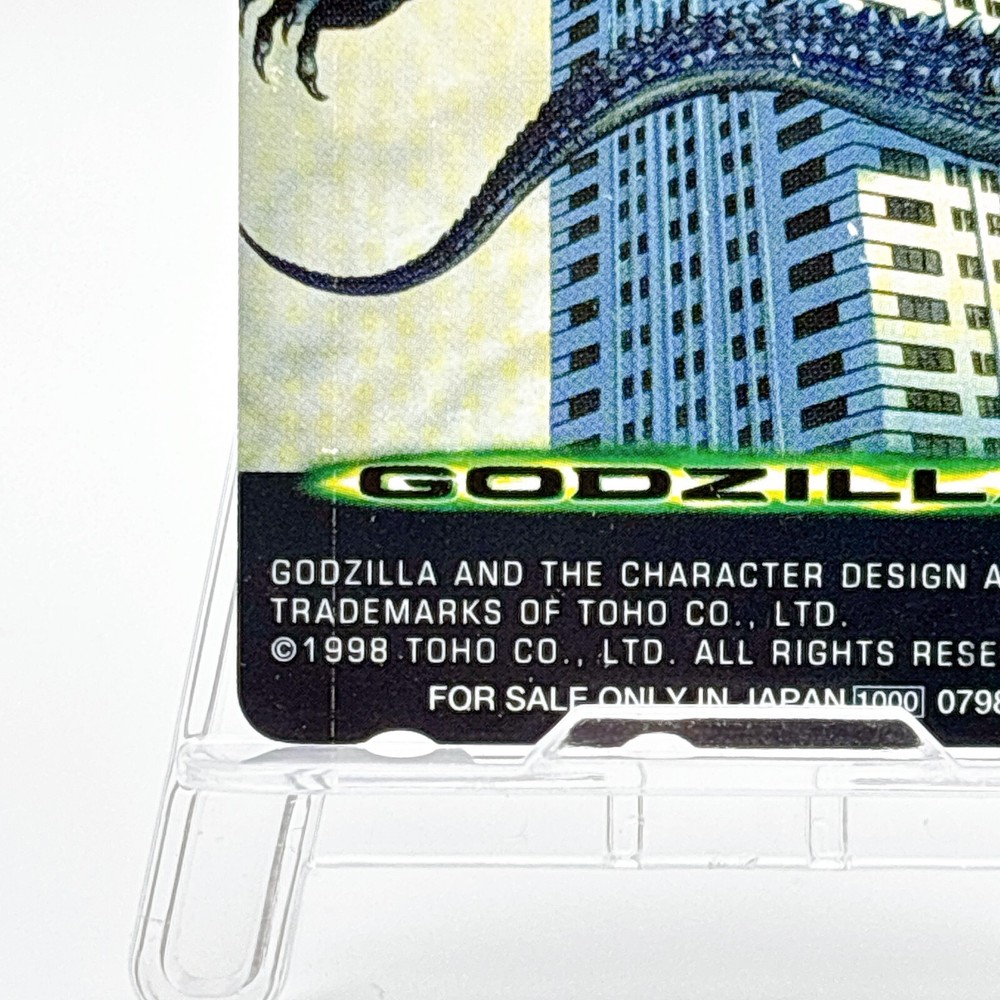 GODZILLA
GODZILLA AND THE CHARACTER DESIGN
TRADEMARKS OF TOHO CO., LTD.
©1998 TOHO CO., LTD. ALL RIGHTS RESE
FOR SALE ONLY IN JAPAN 1000 0798